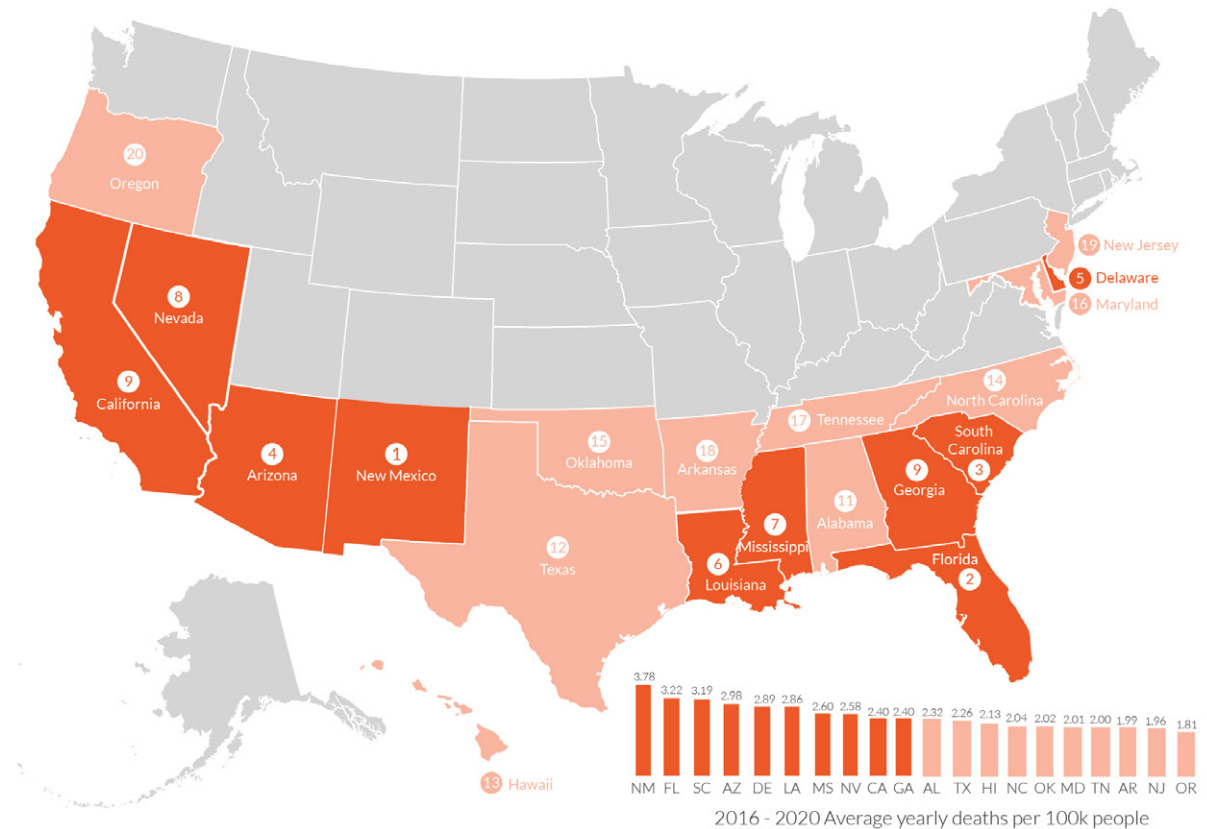 20
Oregon
8
Nevada
9
California
4
Arizona
1
New Mexico
15
Oklahoma
12
Texas
18
Arkansas
6
Louisiana
7
Mississippi
17 Tennessee
11
Alabama
14
North Carolina
South
Carolina
3
9
Georgia
Florida
2
19 New Jersey
5 Delaware
16 Maryland
13 Hawaii
3.78 3.22 3.19 2.98 2.89 2.86 2.60 2.58 2.40 2.40 2.32 2.26 2.13 2.04 2.02 2.01 2.00 1.99 1.96 1.81
NM FL SC AZ DE LA MS NV CA GA AL TX HI NC OK MD TN AR NJ OR
2016 - 2020 Average yearly deaths per 100k people